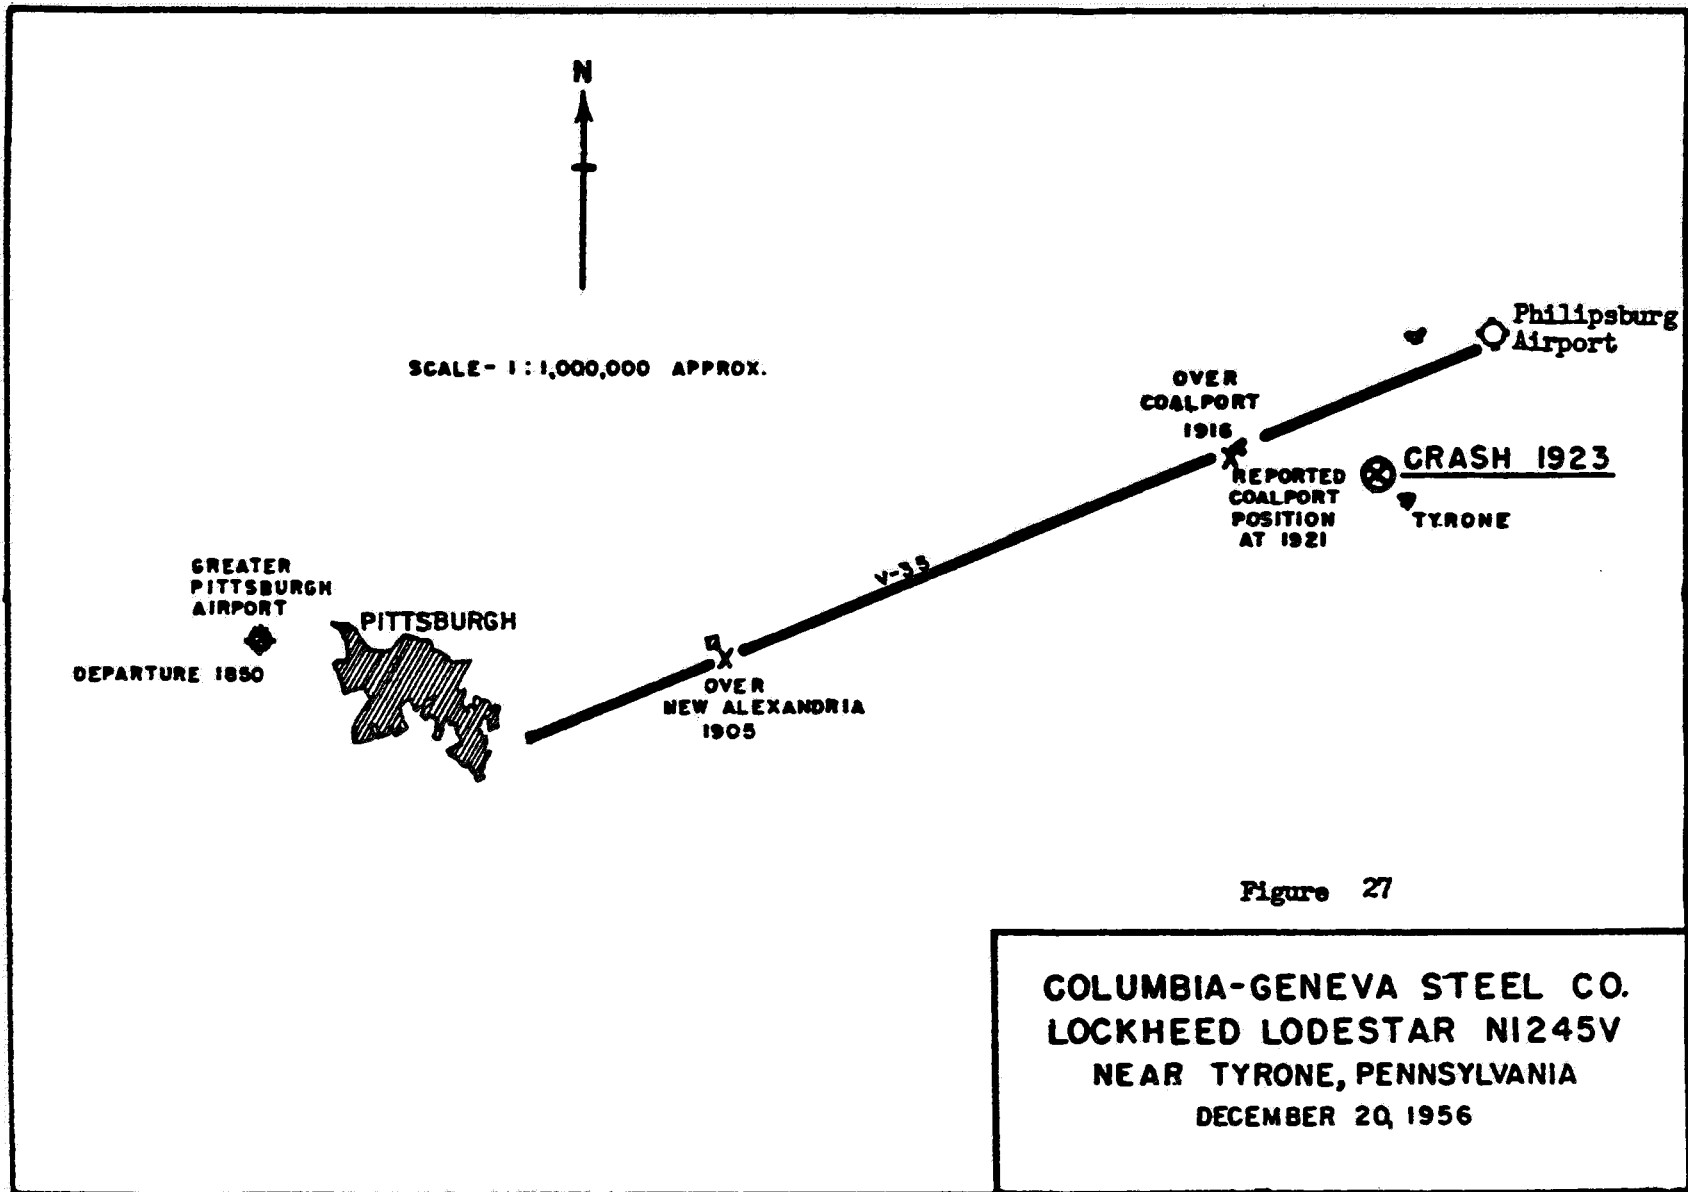 N
SCALE- 1:1,000,000 APPROX.
Philipsburg
Airport
OVER
COALPORT
1916
CRASH 1923
REPORTED
COALPORT
POSITION
AT 1921
TYRONE
V-35
GREATER
PITTSBURGH
AIRPORT
PITTSBURGH
DEPARTURE 1850
OVER
NEW ALEXANDRIA
1905
Figure 27
COLUMBIA-GENEVA STEEL CO.
LOCKHEED LODESTAR N1245V
NEAR TYRONE, PENNSYLVANIA
DECEMBER 20, 1956